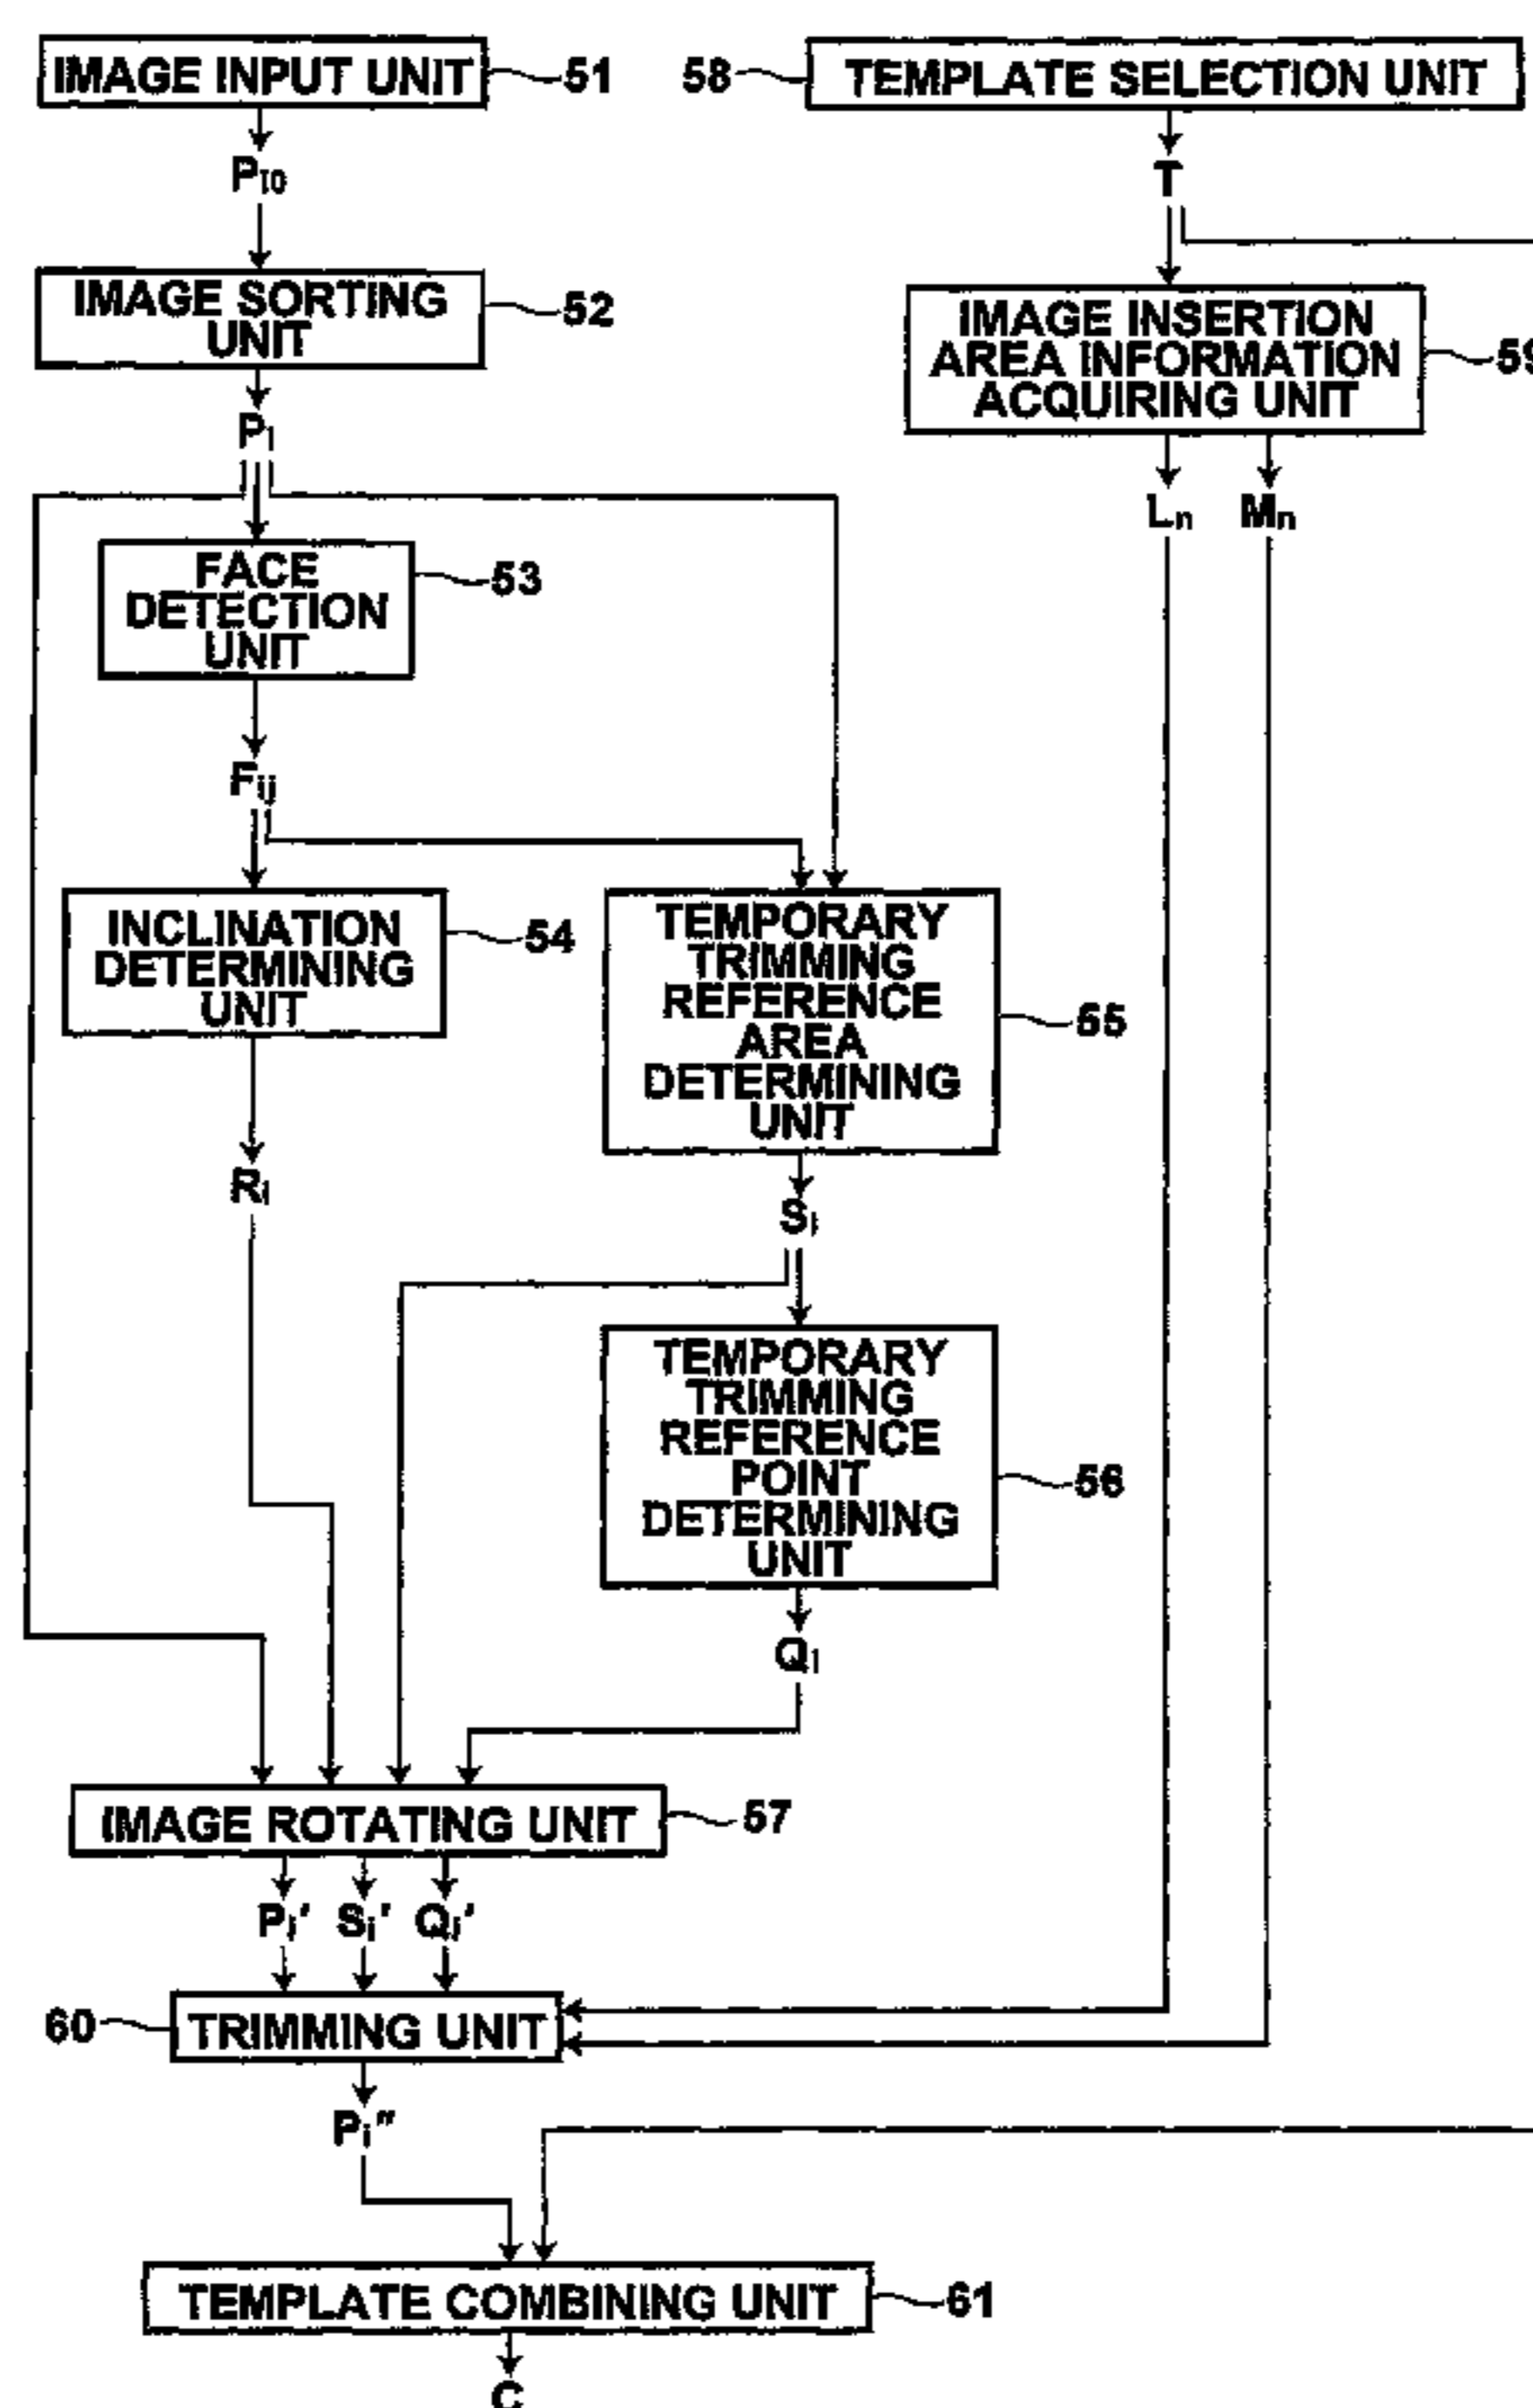 IMAGE INPUT UNIT
51
58
TEMPLATE SELECTION UNIT
Pi0
T
IMAGE SORTING
UNIT
52
IMAGE INSERTION
AREA INFORMATION
ACQUIRING UNIT
59
Pi
Ln
Mn
FACE
DETECTION
UNIT
53
Fij
INCLINATION
DETERMINING
UNIT
54
TEMPORARY
TRIMMING
REFERENCE
AREA
DETERMINING
UNIT
55
Ri
Si
TEMPORARY
TRIMMING
REFERENCE
POINT
DETERMINING
UNIT
56
Qi
IMAGE ROTATING UNIT
57
Pi'
Si'
Qi'
60
TRIMMING UNIT
Pi"
TEMPLATE COMBINING UNIT
61
C